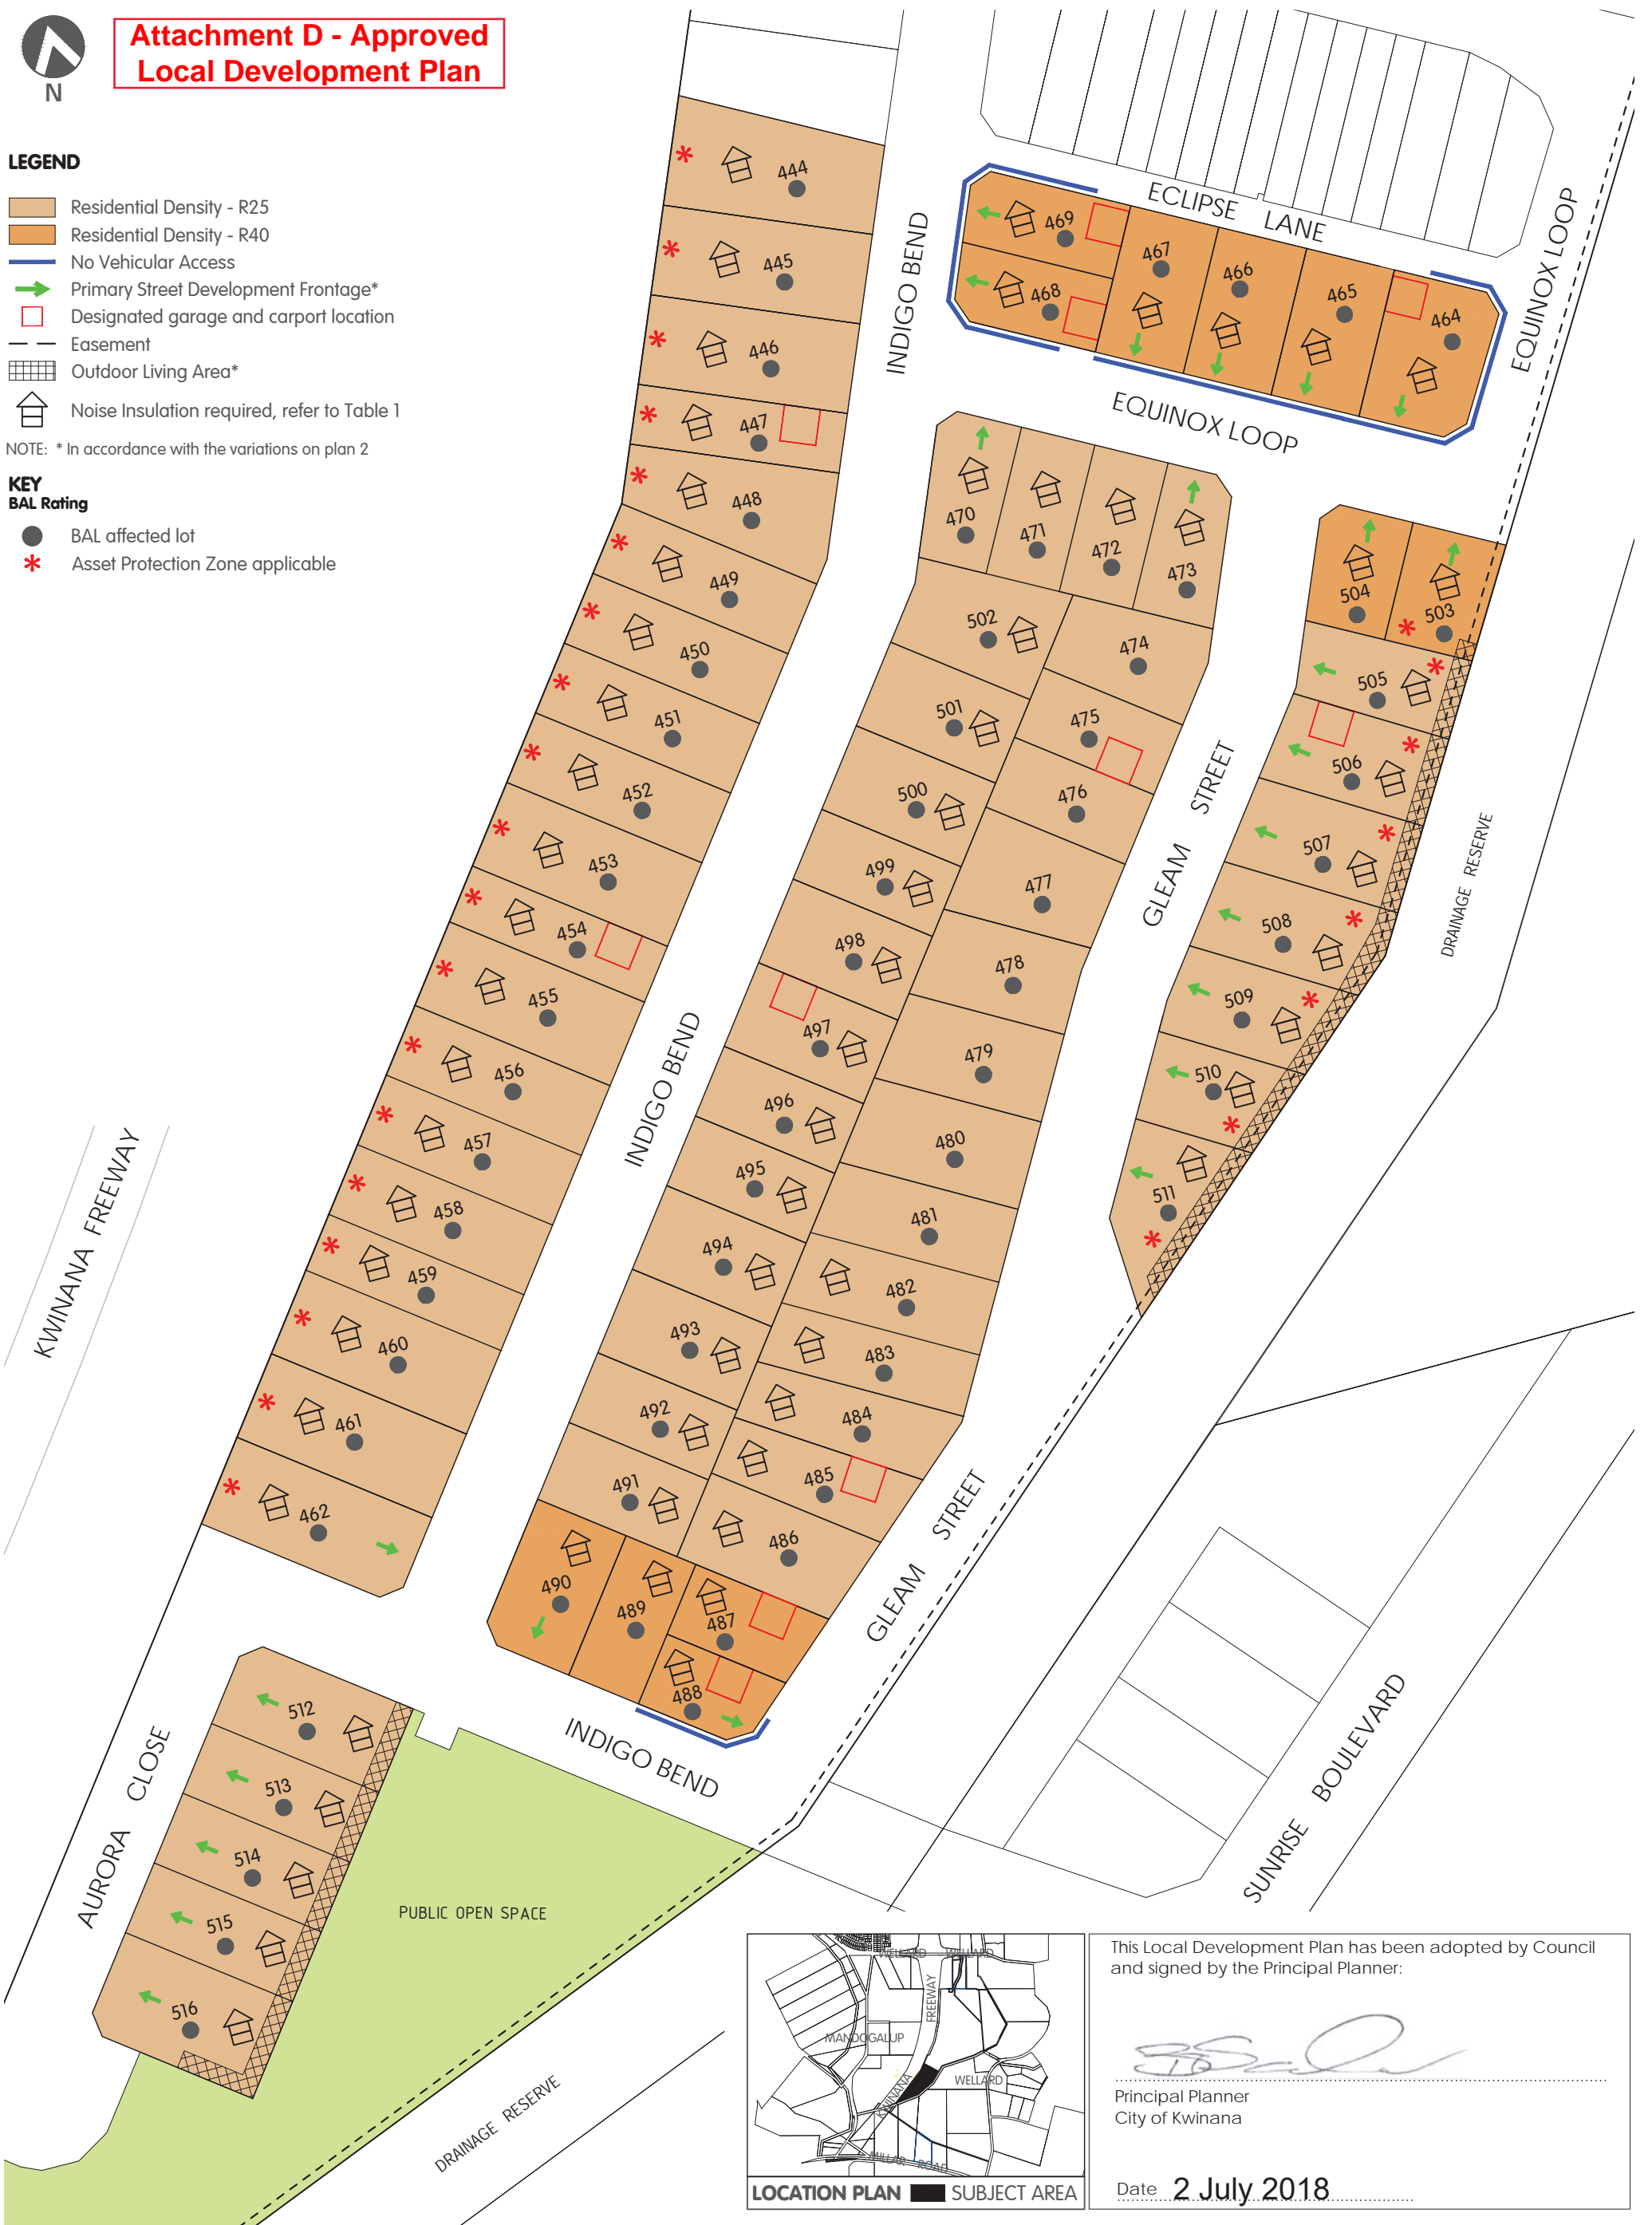 Attachment D - Approved
Local Development Plan
N
LEGEND
Residential Density - R25
Residential Density - R40
No Vehicular Access
Primary Street Development Frontage*
Designated garage and carport location
Easement
Outdoor Living Area*
Noise Insulation required, refer to Table 1
NOTE: * In accordance with the variations on plan 2
KEY
BAL Rating
BAL affected lot
Asset Protection Zone applicable
444
445
446
447
448
449
450
451
452
453
454
455
456
457
458
459
460
461
462
INDIGO BEND
ECLIPSE LANE
EQUINOX LOOP
469
468
467
466
465
464
EQUINOX LOOP
470
471
472
473
502
501
500
499
498
497
496
495
494
493
492
491
490
489
487
488
474
475
476
477
478
479
480
481
482
483
484
485
486
504
503
505
506
507
508
509
510
511
GLEAM STREET
DRAINAGE RESERVE
INDIGO BEND
KWINANA FREEWAY
GLEAM STREET
INDIGO BEND
SUNRISE BOULEVARD
AURORA CLOSE
512
513
514
515
516
PUBLIC OPEN SPACE
DRAINAGE RESERVE
WELLARD WELLARD
FREEWAY
MANDOGALUP
KWINANA
WELLARD
MILLAR ROAD
LOCATION PLAN SUBJECT AREA
This Local Development Plan has been adopted by Council
and signed by the Principal Planner:
Principal Planner
City of Kwinana
Date 2 July 2018